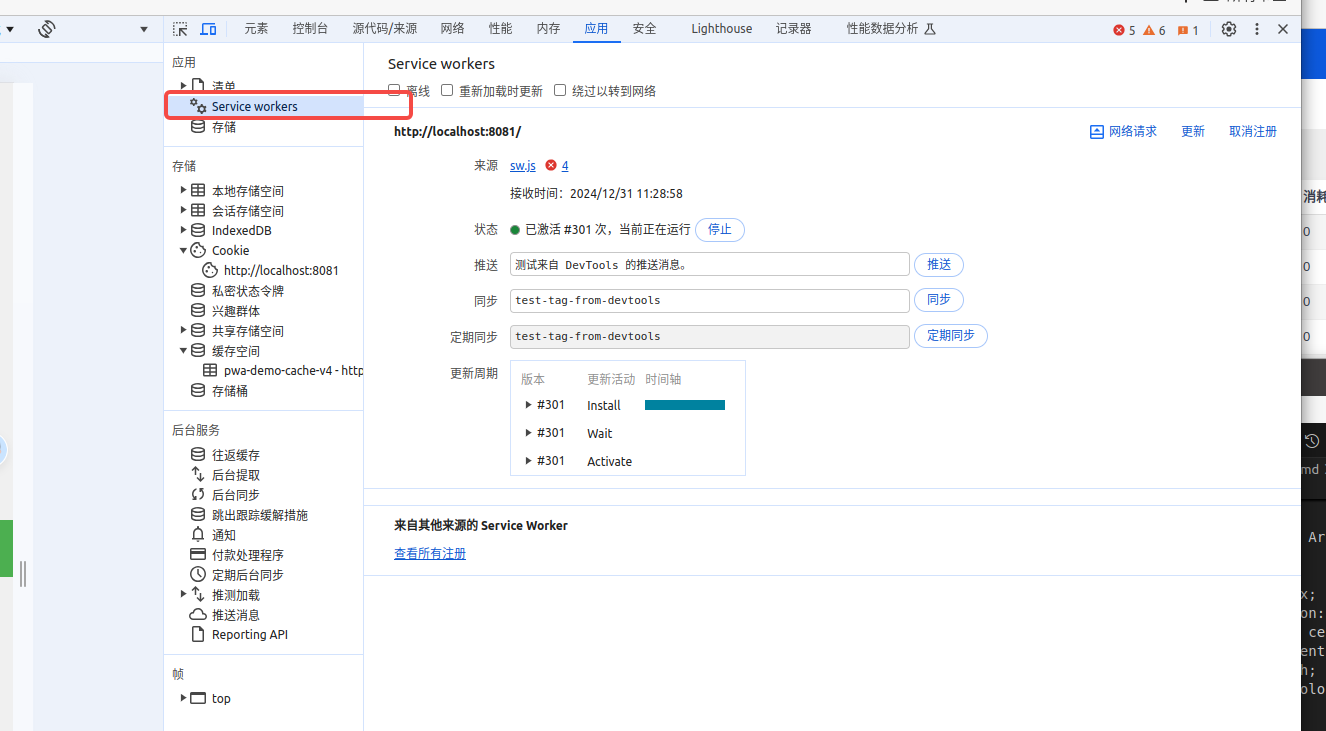 元素 控制台 源代码/来源 网络 性能 内存 应用 安全 Lighthouse 记录器 性能数据分析 5 6 1
应用
清单
Service workers
存储
存储
本地存储空间
会话存储空间
IndexedDB
Cookie
http://localhost:8081
私密状态令牌
兴趣群体
共享存储空间
缓存空间
pwa-demo-cache-v4 - http
存储桶
后台服务
往返缓存
后台提取
后台同步
跳出跟踪缓解措施
通知
付款处理程序
定期后台同步
推测加载
推送消息
Reporting API
帧
top
Service workers
离线 重新加载时更新 绕过以转到网络
http://localhost:8081/ 网络请求 更新 取消注册
来源 sw.js 4
接收时间：2024/12/31 11:28:58
状态 已激活 #301 次，当前正在运行 停止
推送 测试来自 DevTools 的推送消息。 推送
同步 test-tag-from-devtools 同步
定期同步 test-tag-from-devtools 定期同步
更新周期 版本 更新活动 时间轴
#301 Install
#301 Wait
#301 Activate
来自其他来源的 Service Worker
查看所有注册
消耗
0
0
0
0
md
Ar
x;
on:
ce
ent
h;
olo